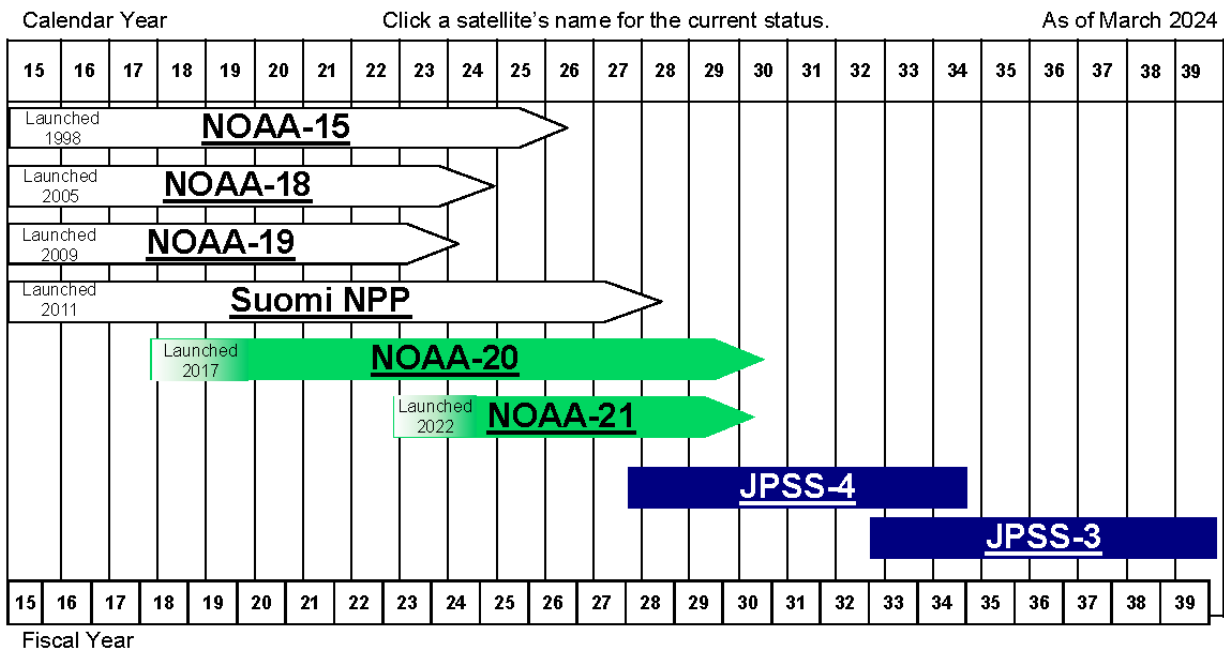 Calendar Year Click a satellite's name for the current status. As of March 2024
15 16 17 18 19 20 21 22 23 24 25 26 27 28 29 30 31 32 33 34 35 36 37 38 39
Launched
1998
NOAA-15
Launched
2005
NOAA-18
Launched
2009
NOAA-19
Launched
2011
Suomi NPP
Launched
2017
NOAA-20
Launched
2022
NOAA-21
JPSS-4
JPSS-3
15 16 17 18 19 20 21 22 23 24 25 26 27 28 29 30 31 32 33 34 35 36 37 38 39
Fiscal Year